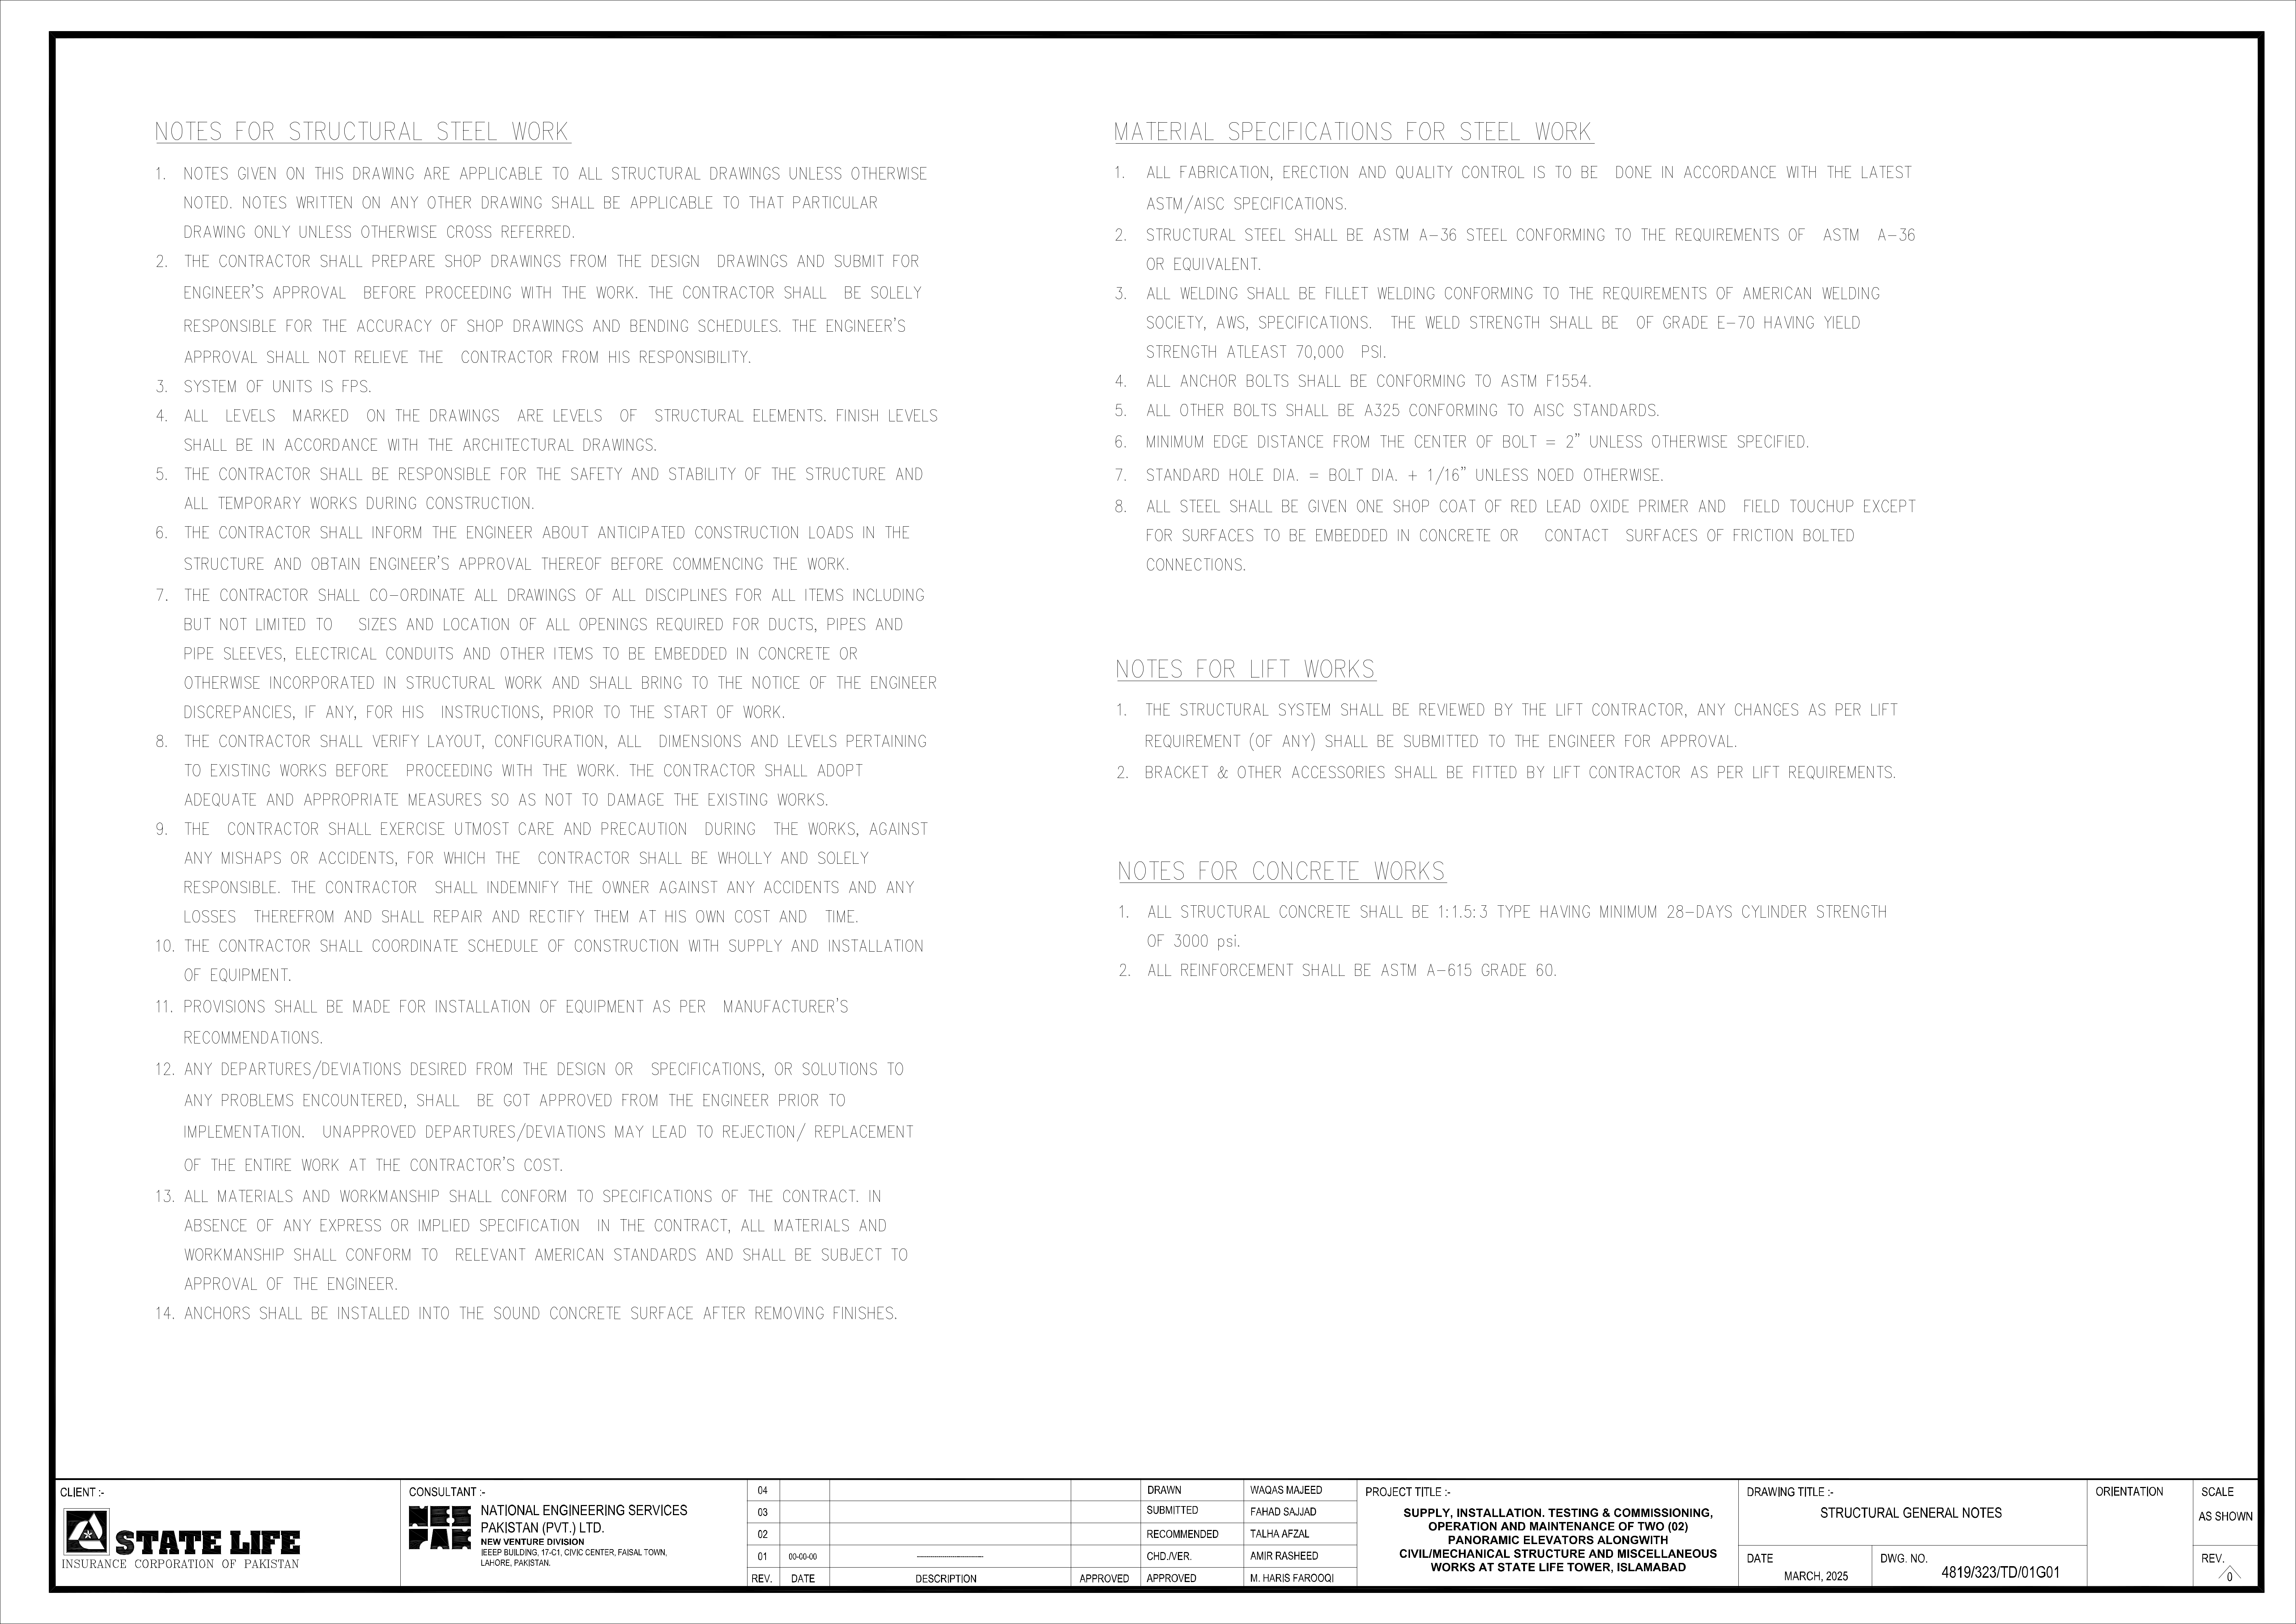 NOTES FOR STRUCTURAL STEEL WORK
1. NOTES GIVEN ON THIS DRAWING ARE APPLICABLE TO ALL STRUCTURAL DRAWINGS UNLESS OTHERWISE
NOTED. NOTES WRITTEN ON ANY OTHER DRAWING SHALL BE APPLICABLE TO THAT PARTICULAR
DRAWING ONLY UNLESS OTHERWISE CROSS REFERRED.
2. THE CONTRACTOR SHALL PREPARE SHOP DRAWINGS FROM THE DESIGN DRAWINGS AND SUBMIT FOR
ENGINEER'S APPROVAL BEFORE PROCEEDING WITH THE WORK. THE CONTRACTOR SHALL BE SOLELY
RESPONSIBLE FOR THE ACCURACY OF SHOP DRAWINGS AND BENDING SCHEDULES. THE ENGINEER'S
APPROVAL SHALL NOT RELIEVE THE CONTRACTOR FROM HIS RESPONSIBILITY.
3. SYSTEM OF UNITS IS FPS.
4. ALL LEVELS MARKED ON THE DRAWINGS ARE LEVELS OF STRUCTURAL ELEMENTS. FINISH LEVELS
SHALL BE IN ACCORDANCE WITH THE ARCHITECTURAL DRAWINGS.
5. THE CONTRACTOR SHALL BE RESPONSIBLE FOR THE SAFETY AND STABILITY OF THE STRUCTURE AND
ALL TEMPORARY WORKS DURING CONSTRUCTION.
6. THE CONTRACTOR SHALL INFORM THE ENGINEER ABOUT ANTICIPATED CONSTRUCTION LOADS IN THE
STRUCTURE AND OBTAIN ENGINEER'S APPROVAL THEREOF BEFORE COMMENCING THE WORK.
7. THE CONTRACTOR SHALL CO-ORDINATE ALL DRAWINGS OF ALL DISCIPLINES FOR ALL ITEMS INCLUDING
BUT NOT LIMITED TO SIZES AND LOCATION OF ALL OPENINGS REQUIRED FOR DUCTS, PIPES AND
PIPE SLEEVES, ELECTRICAL CONDUITS AND OTHER ITEMS TO BE EMBEDDED IN CONCRETE OR
OTHERWISE INCORPORATED IN STRUCTURAL WORK AND SHALL BRING TO THE NOTICE OF THE ENGINEER
DISCREPANCIES, IF ANY, FOR HIS INSTRUCTIONS, PRIOR TO THE START OF WORK.
8. THE CONTRACTOR SHALL VERIFY LAYOUT, CONFIGURATION, ALL DIMENSIONS AND LEVELS PERTAINING
TO EXISTING WORKS BEFORE PROCEEDING WITH THE WORK. THE CONTRACTOR SHALL ADOPT
ADEQUATE AND APPROPRIATE MEASURES SO AS NOT TO DAMAGE THE EXISTING WORKS.
9. THE CONTRACTOR SHALL EXERCISE UTMOST CARE AND PRECAUTION DURING THE WORKS, AGAINST
ANY MISHAPS OR ACCIDENTS, FOR WHICH THE CONTRACTOR SHALL BE WHOLLY AND SOLELY
RESPONSIBLE. THE CONTRACTOR SHALL INDEMNIFY THE OWNER AGAINST ANY ACCIDENTS AND ANY
LOSSES THEREFROM AND SHALL REPAIR AND RECTIFY THEM AT HIS OWN COST AND TIME.
10. THE CONTRACTOR SHALL COORDINATE SCHEDULE OF CONSTRUCTION WITH SUPPLY AND INSTALLATION
OF EQUIPMENT.
11. PROVISIONS SHALL BE MADE FOR INSTALLATION OF EQUIPMENT AS PER MANUFACTURER'S
RECOMMENDATIONS.
12. ANY DEPARTURES/DEVIATIONS DESIRED FROM THE DESIGN OR SPECIFICATIONS, OR SOLUTIONS TO
ANY PROBLEMS ENCOUNTERED, SHALL BE GOT APPROVED FROM THE ENGINEER PRIOR TO
IMPLEMENTATION. UNAPPROVED DEPARTURES/DEVIATIONS MAY LEAD TO REJECTION/ REPLACEMENT
OF THE ENTIRE WORK AT THE CONTRACTOR'S COST.
13. ALL MATERIALS AND WORKMANSHIP SHALL CONFORM TO SPECIFICATIONS OF THE CONTRACT. IN
ABSENCE OF ANY EXPRESS OR IMPLIED SPECIFICATION IN THE CONTRACT, ALL MATERIALS AND
WORKMANSHIP SHALL CONFORM TO RELEVANT AMERICAN STANDARDS AND SHALL BE SUBJECT TO
APPROVAL OF THE ENGINEER.
14. ANCHORS SHALL BE INSTALLED INTO THE SOUND CONCRETE SURFACE AFTER REMOVING FINISHES.
MATERIAL SPECIFICATIONS FOR STEEL WORK
1. ALL FABRICATION, ERECTION AND QUALITY CONTROL IS TO BE DONE IN ACCORDANCE WITH THE LATEST
ASTM/AISC SPECIFICATIONS.
2. STRUCTURAL STEEL SHALL BE ASTM A-36 STEEL CONFORMING TO THE REQUIREMENTS OF ASTM A-36
OR EQUIVALENT.
3. ALL WELDING SHALL BE FILLET WELDING CONFORMING TO THE REQUIREMENTS OF AMERICAN WELDING
SOCIETY, AWS, SPECIFICATIONS. THE WELD STRENGTH SHALL BE OF GRADE E-70 HAVING YIELD
STRENGTH ATLEAST 70,000 PSI.
4. ALL ANCHOR BOLTS SHALL BE CONFORMING TO ASTM F1554.
5. ALL OTHER BOLTS SHALL BE A325 CONFORMING TO AISC STANDARDS.
6. MINIMUM EDGE DISTANCE FROM THE CENTER OF BOLT = 2" UNLESS OTHERWISE SPECIFIED.
7. STANDARD HOLE DIA. = BOLT DIA. + 1/16" UNLESS NOED OTHERWISE.
8. ALL STEEL SHALL BE GIVEN ONE SHOP COAT OF RED LEAD OXIDE PRIMER AND FIELD TOUCHUP EXCEPT
FOR SURFACES TO BE EMBEDDED IN CONCRETE OR CONTACT SURFACES OF FRICTION BOLTED
CONNECTIONS.
NOTES FOR LIFT WORKS
1. THE STRUCTURAL SYSTEM SHALL BE REVIEWED BY THE LIFT CONTRACTOR, ANY CHANGES AS PER LIFT
REQUIREMENT (OF ANY) SHALL BE SUBMITTED TO THE ENGINEER FOR APPROVAL.
2. BRACKET & OTHER ACCESSORIES SHALL BE FITTED BY LIFT CONTRACTOR AS PER LIFT REQUIREMENTS.
NOTES FOR CONCRETE WORKS
1. ALL STRUCTURAL CONCRETE SHALL BE 1:1.5:3 TYPE HAVING MINIMUM 28-DAYS CYLINDER STRENGTH
OF 3000 psi.
2. ALL REINFORCEMENT SHALL BE ASTM A-615 GRADE 60.
CLIENT :-
STATE LIFE
INSURANCE CORPORATION OF PAKISTAN
CONSULTANT :-
NES
PAK
NATIONAL ENGINEERING SERVICES
PAKISTAN (PVT.) LTD.
NEW VENTURE DIVISION
IEEEP BUILDING, 17-C1, CIVIC CENTER, FAISAL TOWN,
LAHORE, PAKISTAN.
04
03
02
01 00-00-00
REV. DATE DESCRIPTION APPROVED
DRAWN WAQAS MAJEED
SUBMITTED FAHAD SAJJAD
RECOMMENDED TALHA AFZAL
CHD./VER. AMIR RASHEED
APPROVED M. HARIS FAROOQI
PROJECT TITLE :-
SUPPLY, INSTALLATION. TESTING & COMMISSIONING,
OPERATION AND MAINTENANCE OF TWO (02)
PANORAMIC ELEVATORS ALONGWITH
CIVIL/MECHANICAL STRUCTURE AND MISCELLANEOUS
WORKS AT STATE LIFE TOWER, ISLAMABAD
DRAWING TITLE :-
STRUCTURAL GENERAL NOTES
DATE
MARCH, 2025
DWG. NO.
4819/323/TD/01G01
ORIENTATION
SCALE
AS SHOWN
REV.
0